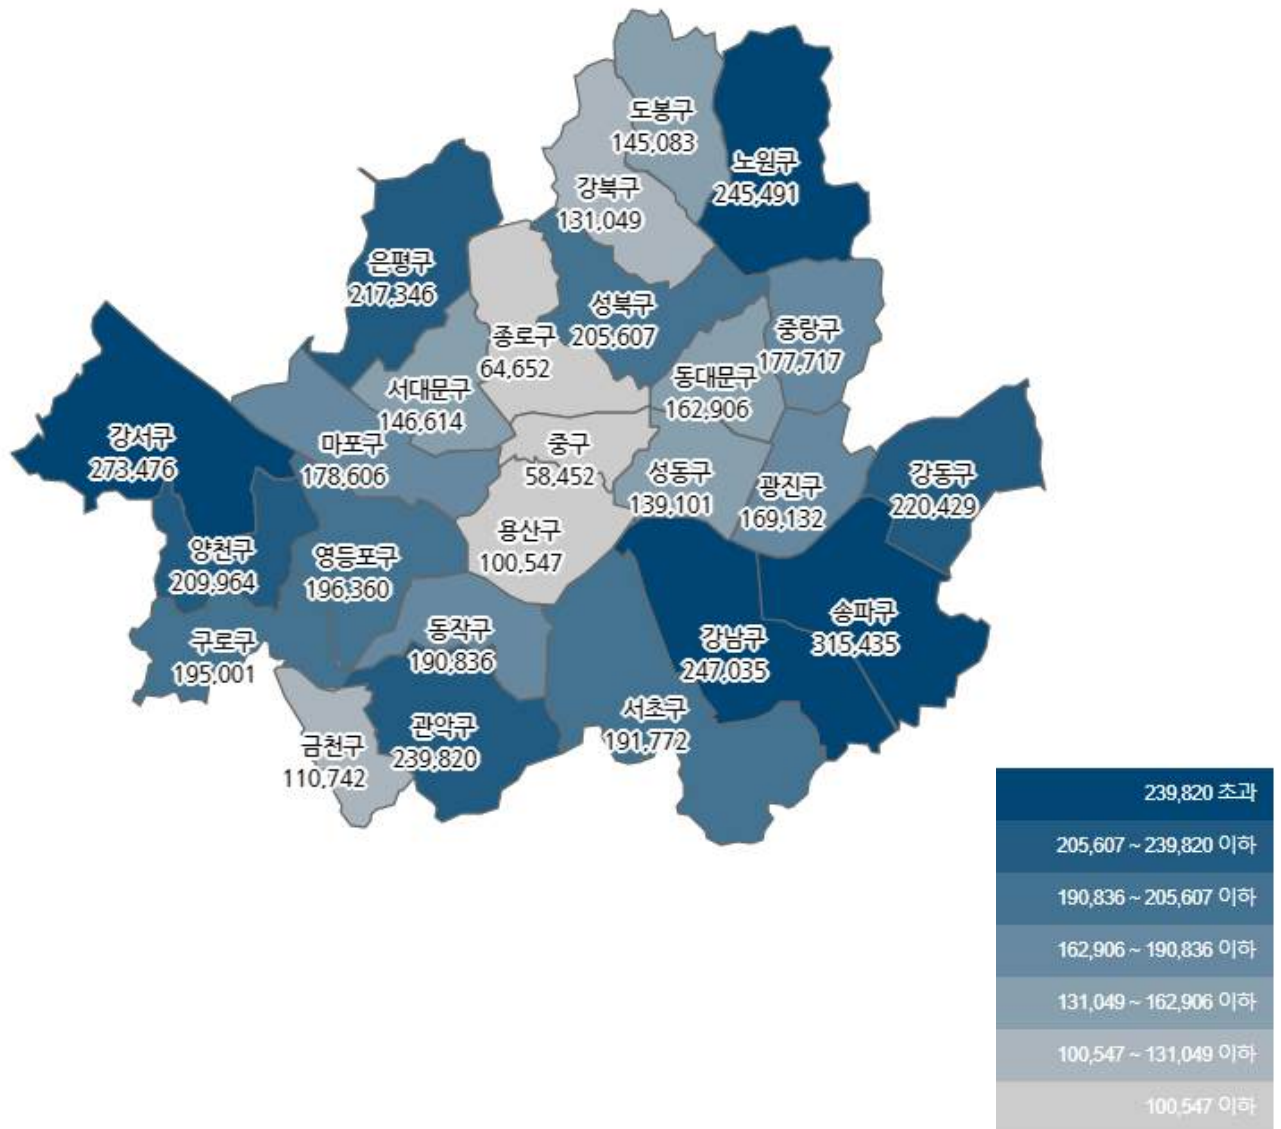 도봉구
145,083
노원구
245,491
강북구
131,049
은평구
217,346
성북구
205,607
종로구
64,652
중랑구
177,717
동대문구
162,906
서대문구
146,614
강서구
273,476
마포구
178,606
중구
58,452
성동구
139,101
광진구
169,132
강동구
220,429
용산구
100,547
양천구
209,964
영등포구
196,360
구로구
195,001
동작구
190,836
강남구
247,035
송파구
315,435
서초구
191,772
관악구
239,820
금천구
110,742
239,820 초과
205,607 ~ 239,820 이하
190,836 ~ 205,607 이하
162,906 ~ 190,836 이하
131,049 ~ 162,906 이하
100,547 ~ 131,049 이하
100,547 이하